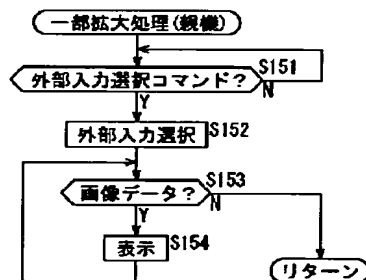 一部拡大処理(親機)
外部入力選択コマンド?
S151
N
Y
外部入力選択
S152
画像データ?
S153
N
Y
表示
S154
リターン